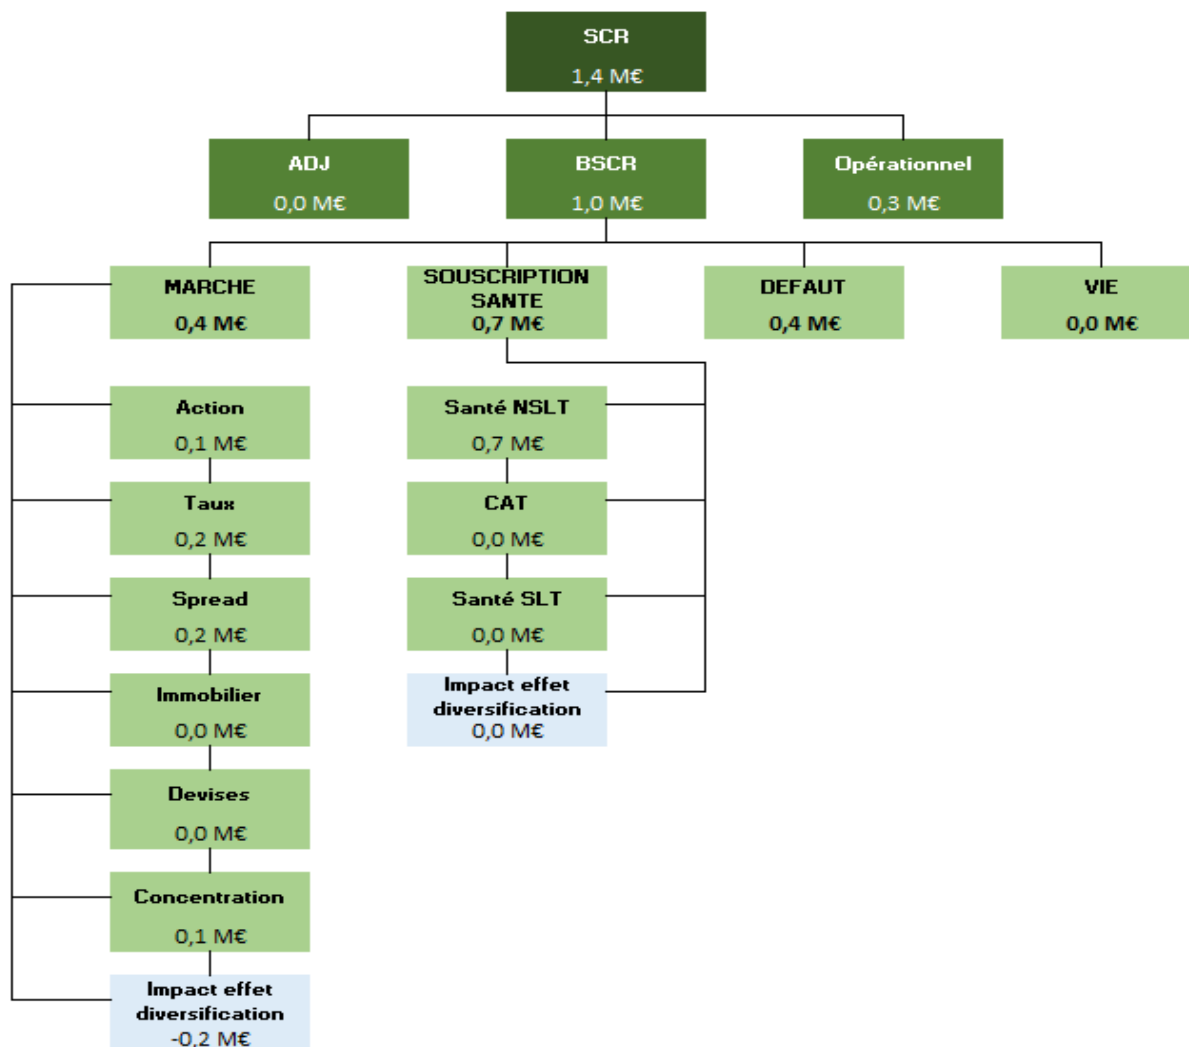 SCR
1,4 M€
ADJ
0,0 M€
BSCR
1,0 M€
Opérationnel
0,3 M€
MARCHE
0,4 M€
SOUSCRIPTION
SANTE
0,7 M€
DEFAUT
0,4 M€
VIE
0,0 M€
Action
0,1 M€
Taux
0,2 M€
Spread
0,2 M€
Immobilier
0,0 M€
Devises
0,0 M€
Concentration
0,1 M€
Impact effet
diversification
-0,2 M€
Santé NSLT
0,7 M€
CAT
0,0 M€
Santé SLT
0,0 M€
Impact effet
diversification
0,0 M€